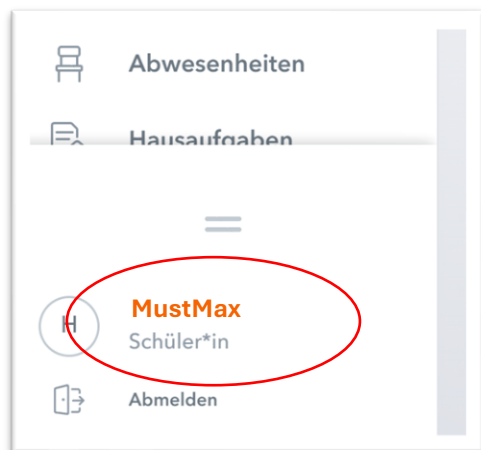 Abwesenheiten
Hausaufgaben
H
MustMax
Schüler*in
Abmelden